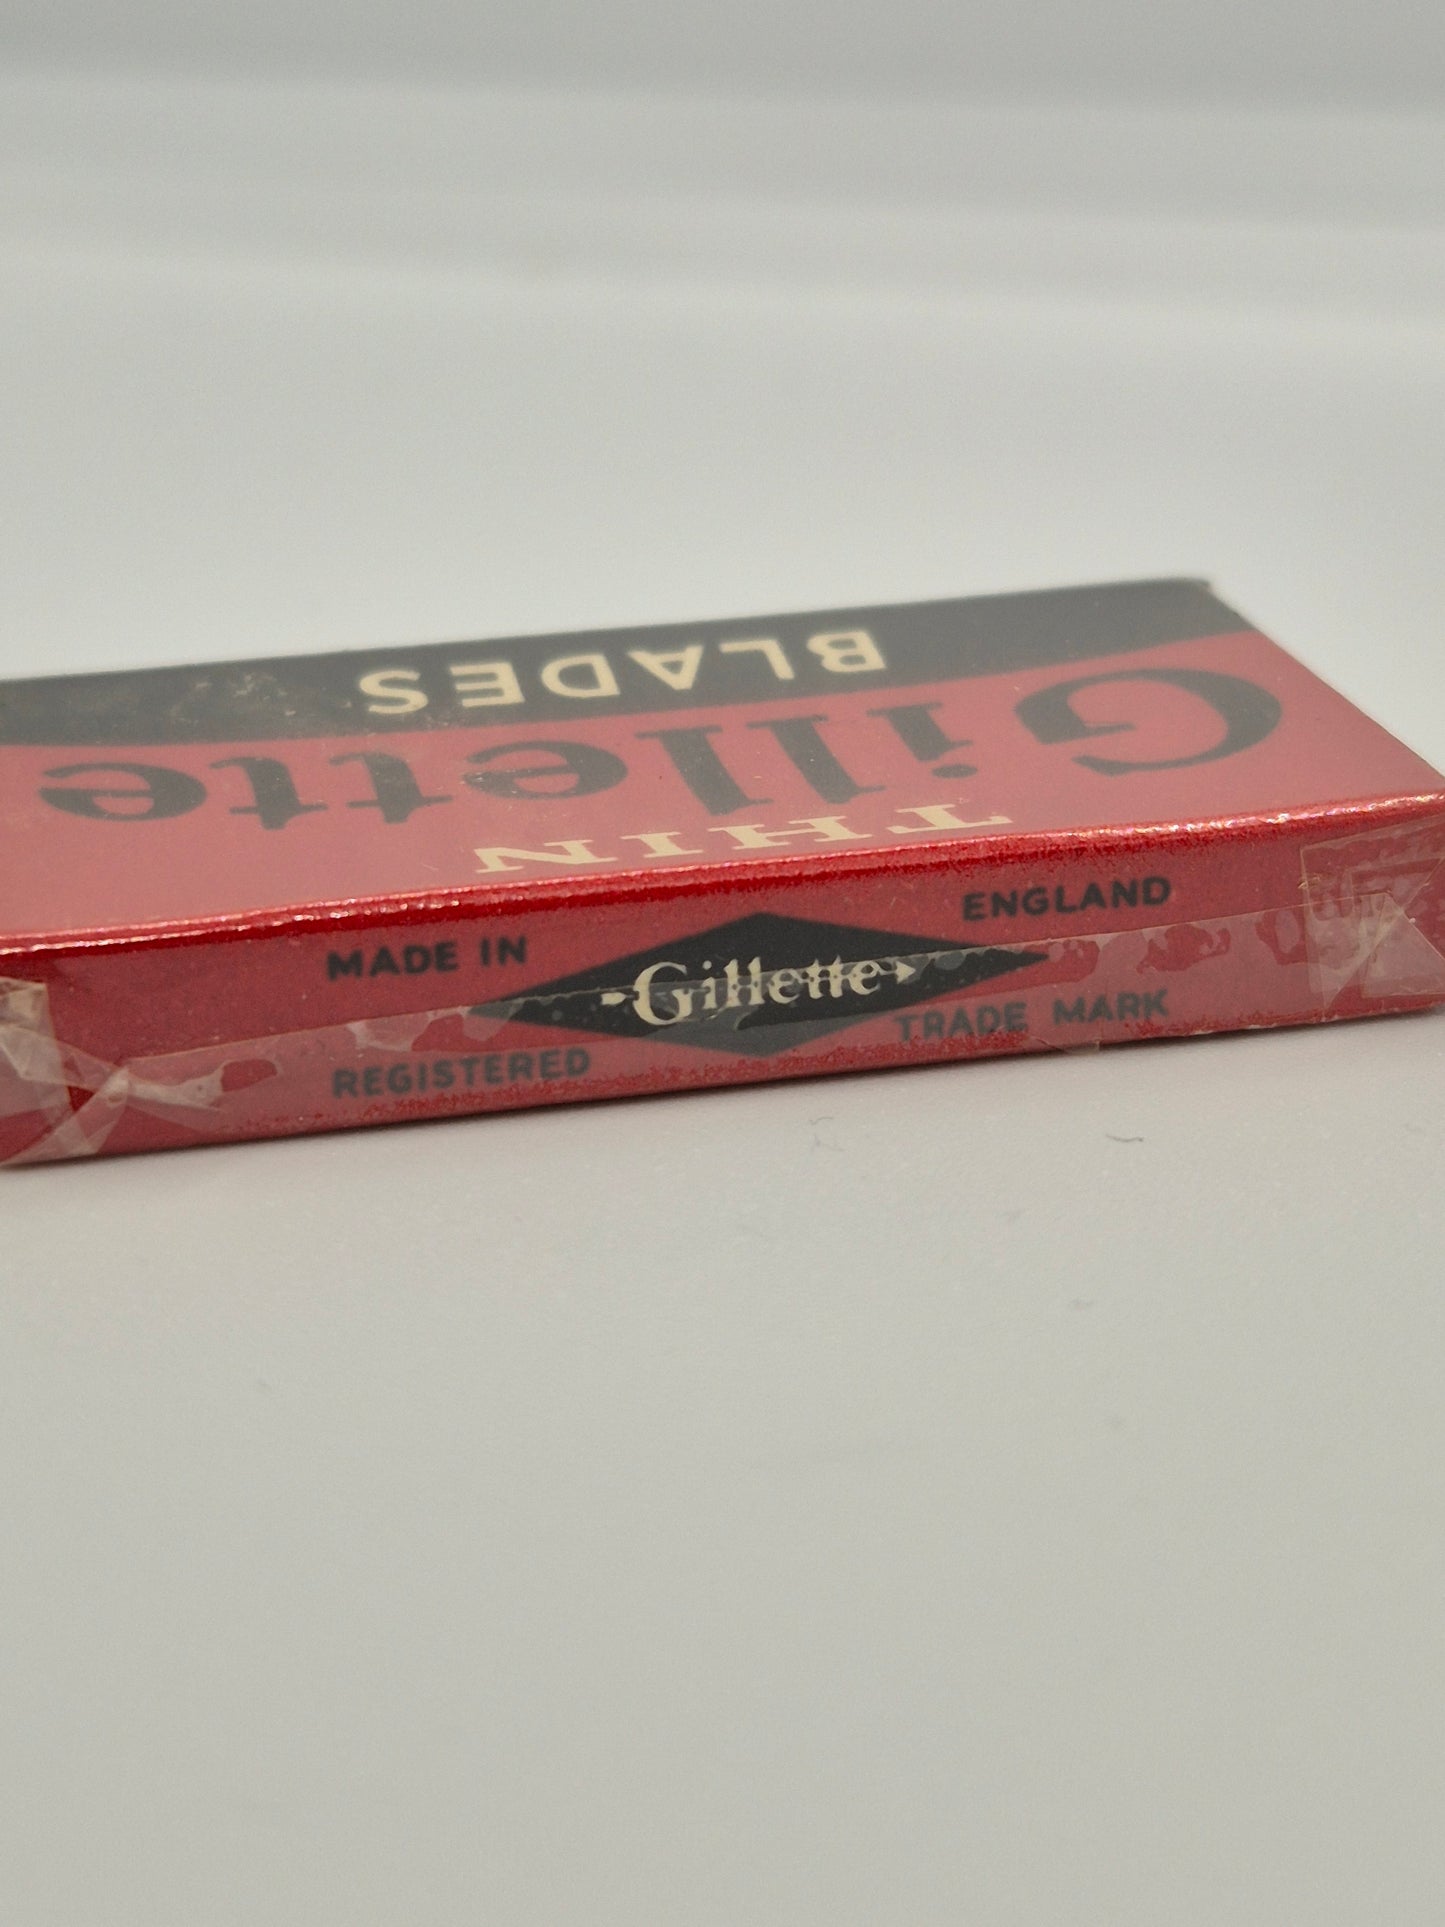 THIN
Gillette
BLADES
MADE IN ENGLAND
Gillette
REGISTERED TRADE MARK